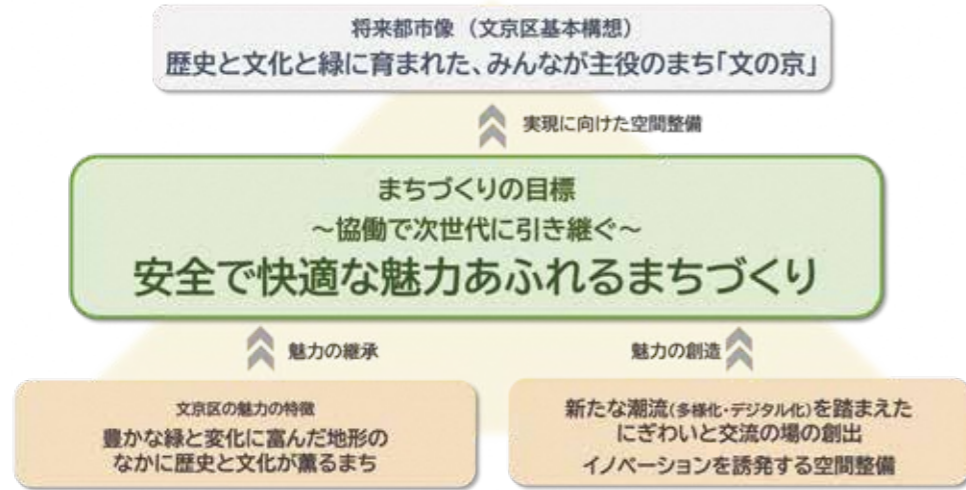 将来都市像 （文京区基本構想）
歴史と文化と緑に育まれた、みんなが主役のまち「文の京」
実現に向けた空間整備
まちづくりの目標
～協働で次世代に引き継ぐ～
安全で快適な魅力あふれるまちづくり
魅力の継承
魅力の創造
文京区の魅力の特徴
豊かな緑と変化に富んだ地形の
なかに歴史と文化が薫るまち
新たな潮流(多様化・デジタル化)を踏まえた
にぎわいと交流の場の創出
イノベーションを誘発する空間整備